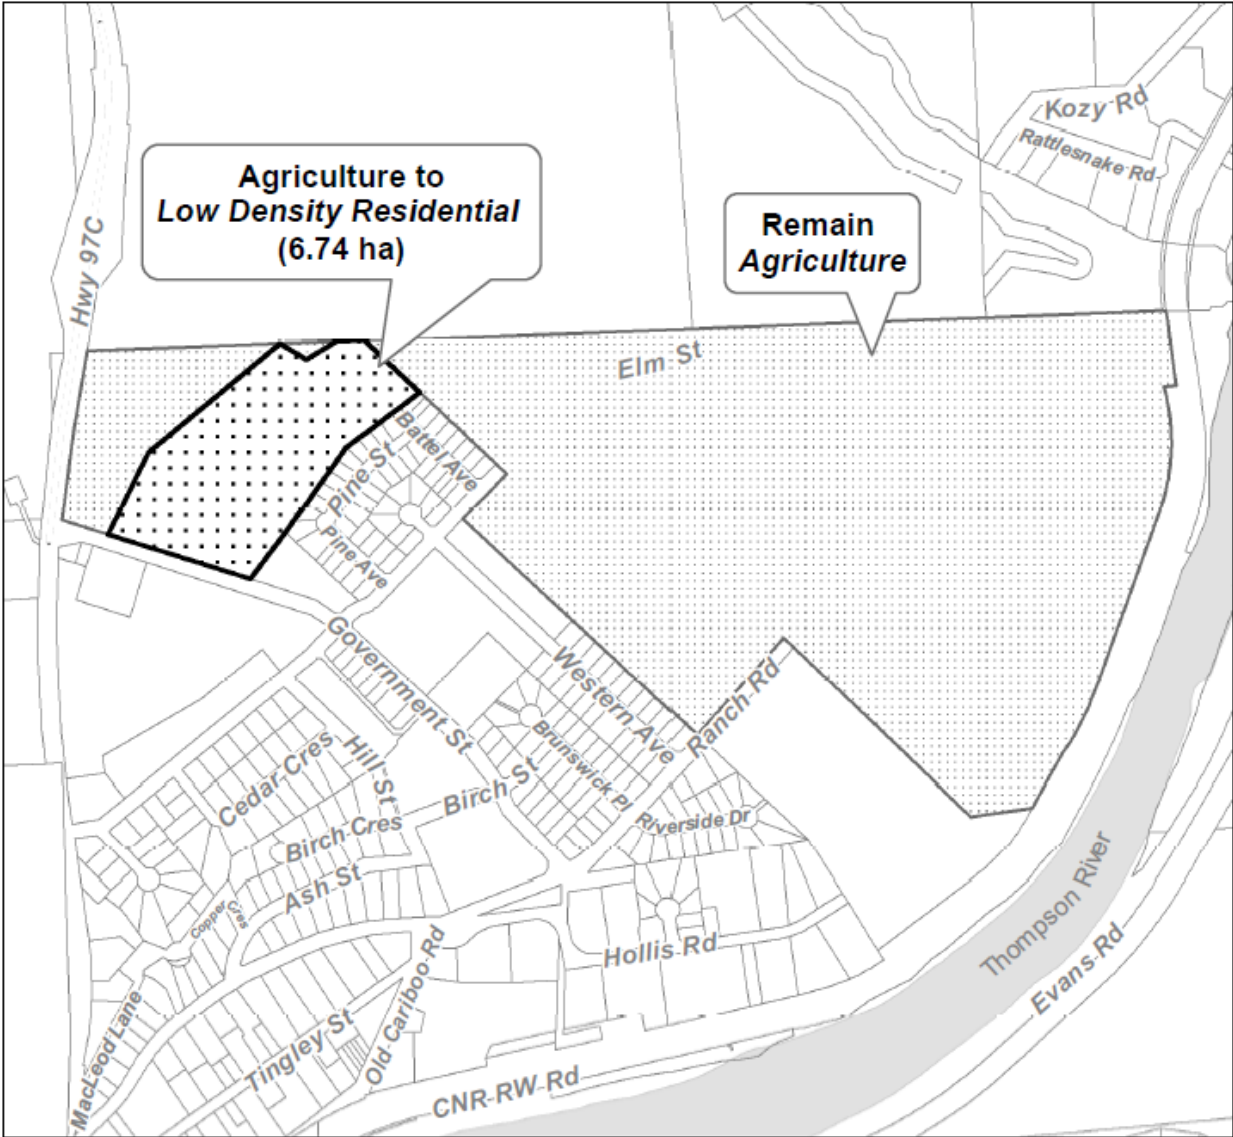 Kozy Rd
Rattlesnake Rd
Agriculture to
Low Density Residential
(6.74 ha)
Remain
Agriculture
Hwy 97C
Elm St
Battel Ave
Pine St
Pine Ave
Government St
Western Ave
Ranch Rd
Brunswick Pl
Hill St
Cedar Cres
Birch St
Riverside Dr
Birch Cres
Ash St
Copper Cres
Thompson River
Hollis Rd
Evans Rd
Old Cariboo Rd
MacLeod Lane
Tingley St
CNR RW Rd